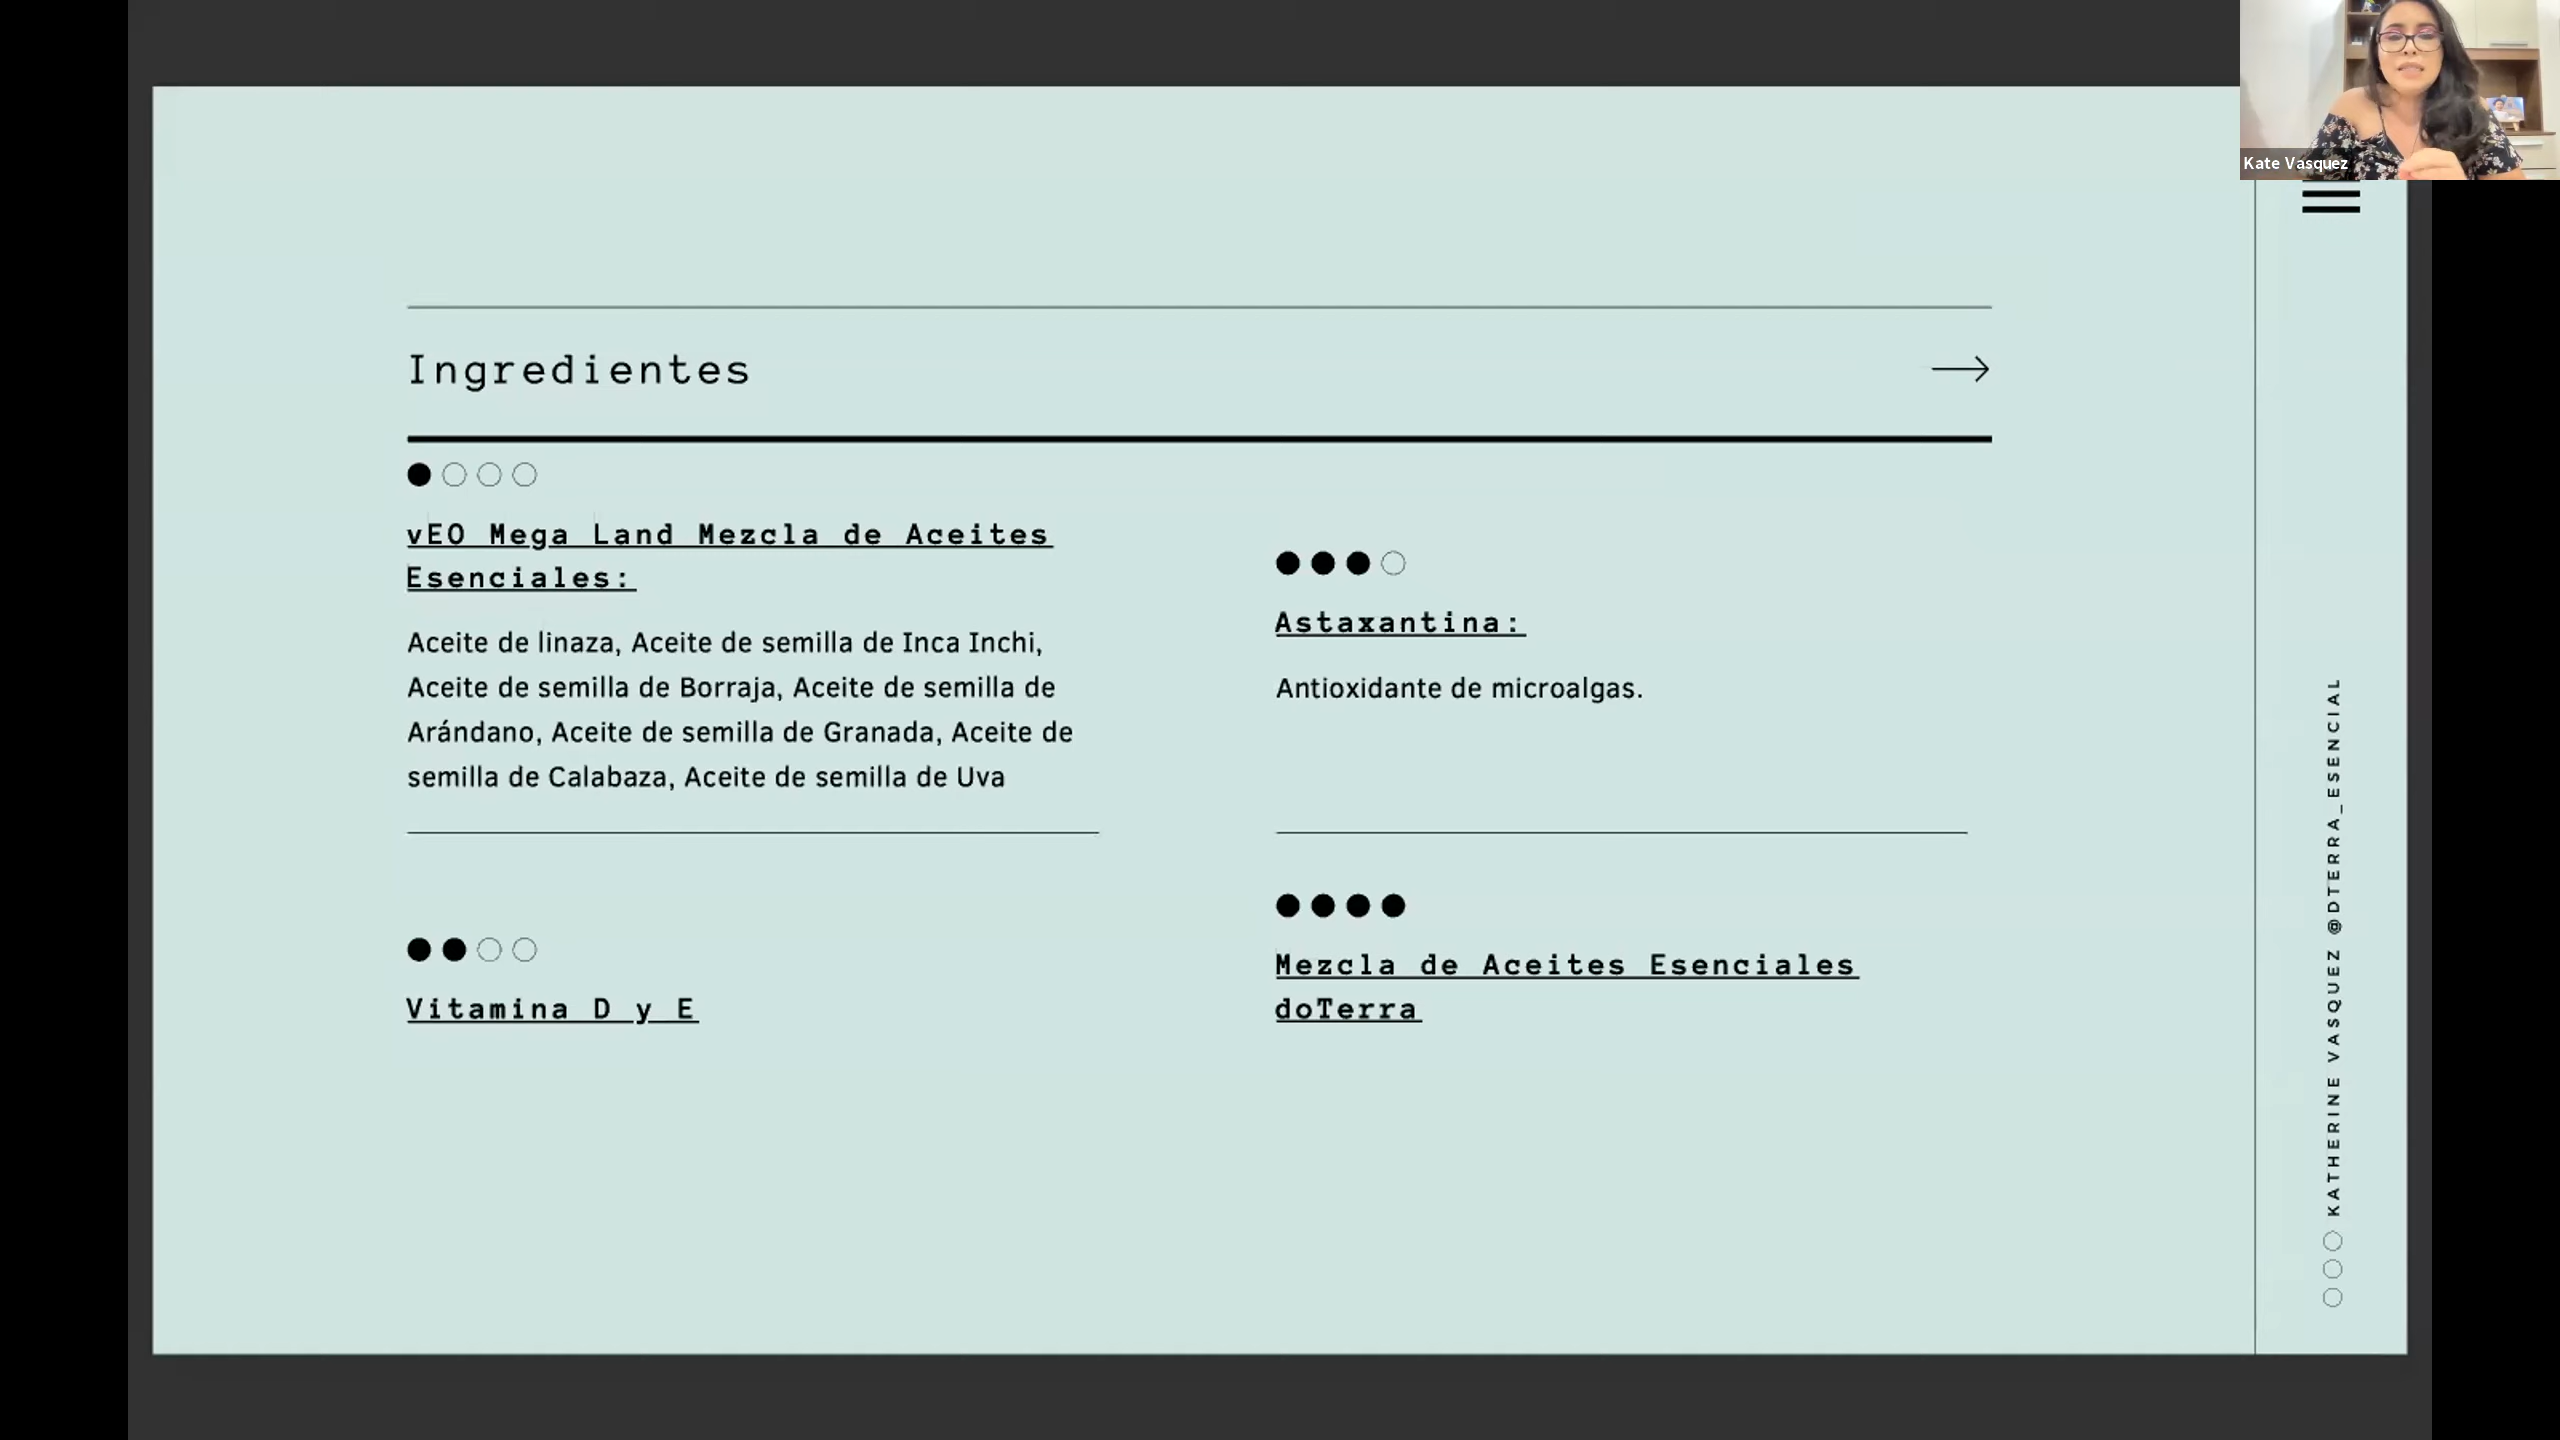 Kate Vasquez
Ingredientes
vEO Mega Land Mezcla de Aceites
Esenciales:
Aceite de linaza, Aceite de semilla de Inca Inchi,
Aceite de semilla de Borraja, Aceite de semilla de
Arándano, Aceite de semilla de Granada, Aceite de
semilla de Calabaza, Aceite de semilla de Uva
Vitamina D y E
Astaxantina:
Antioxidante de microalgas.
Mezcla de Aceites Esenciales
doTerra
KATHERINE VASQUEZ @DTERRA_ESENCIAL